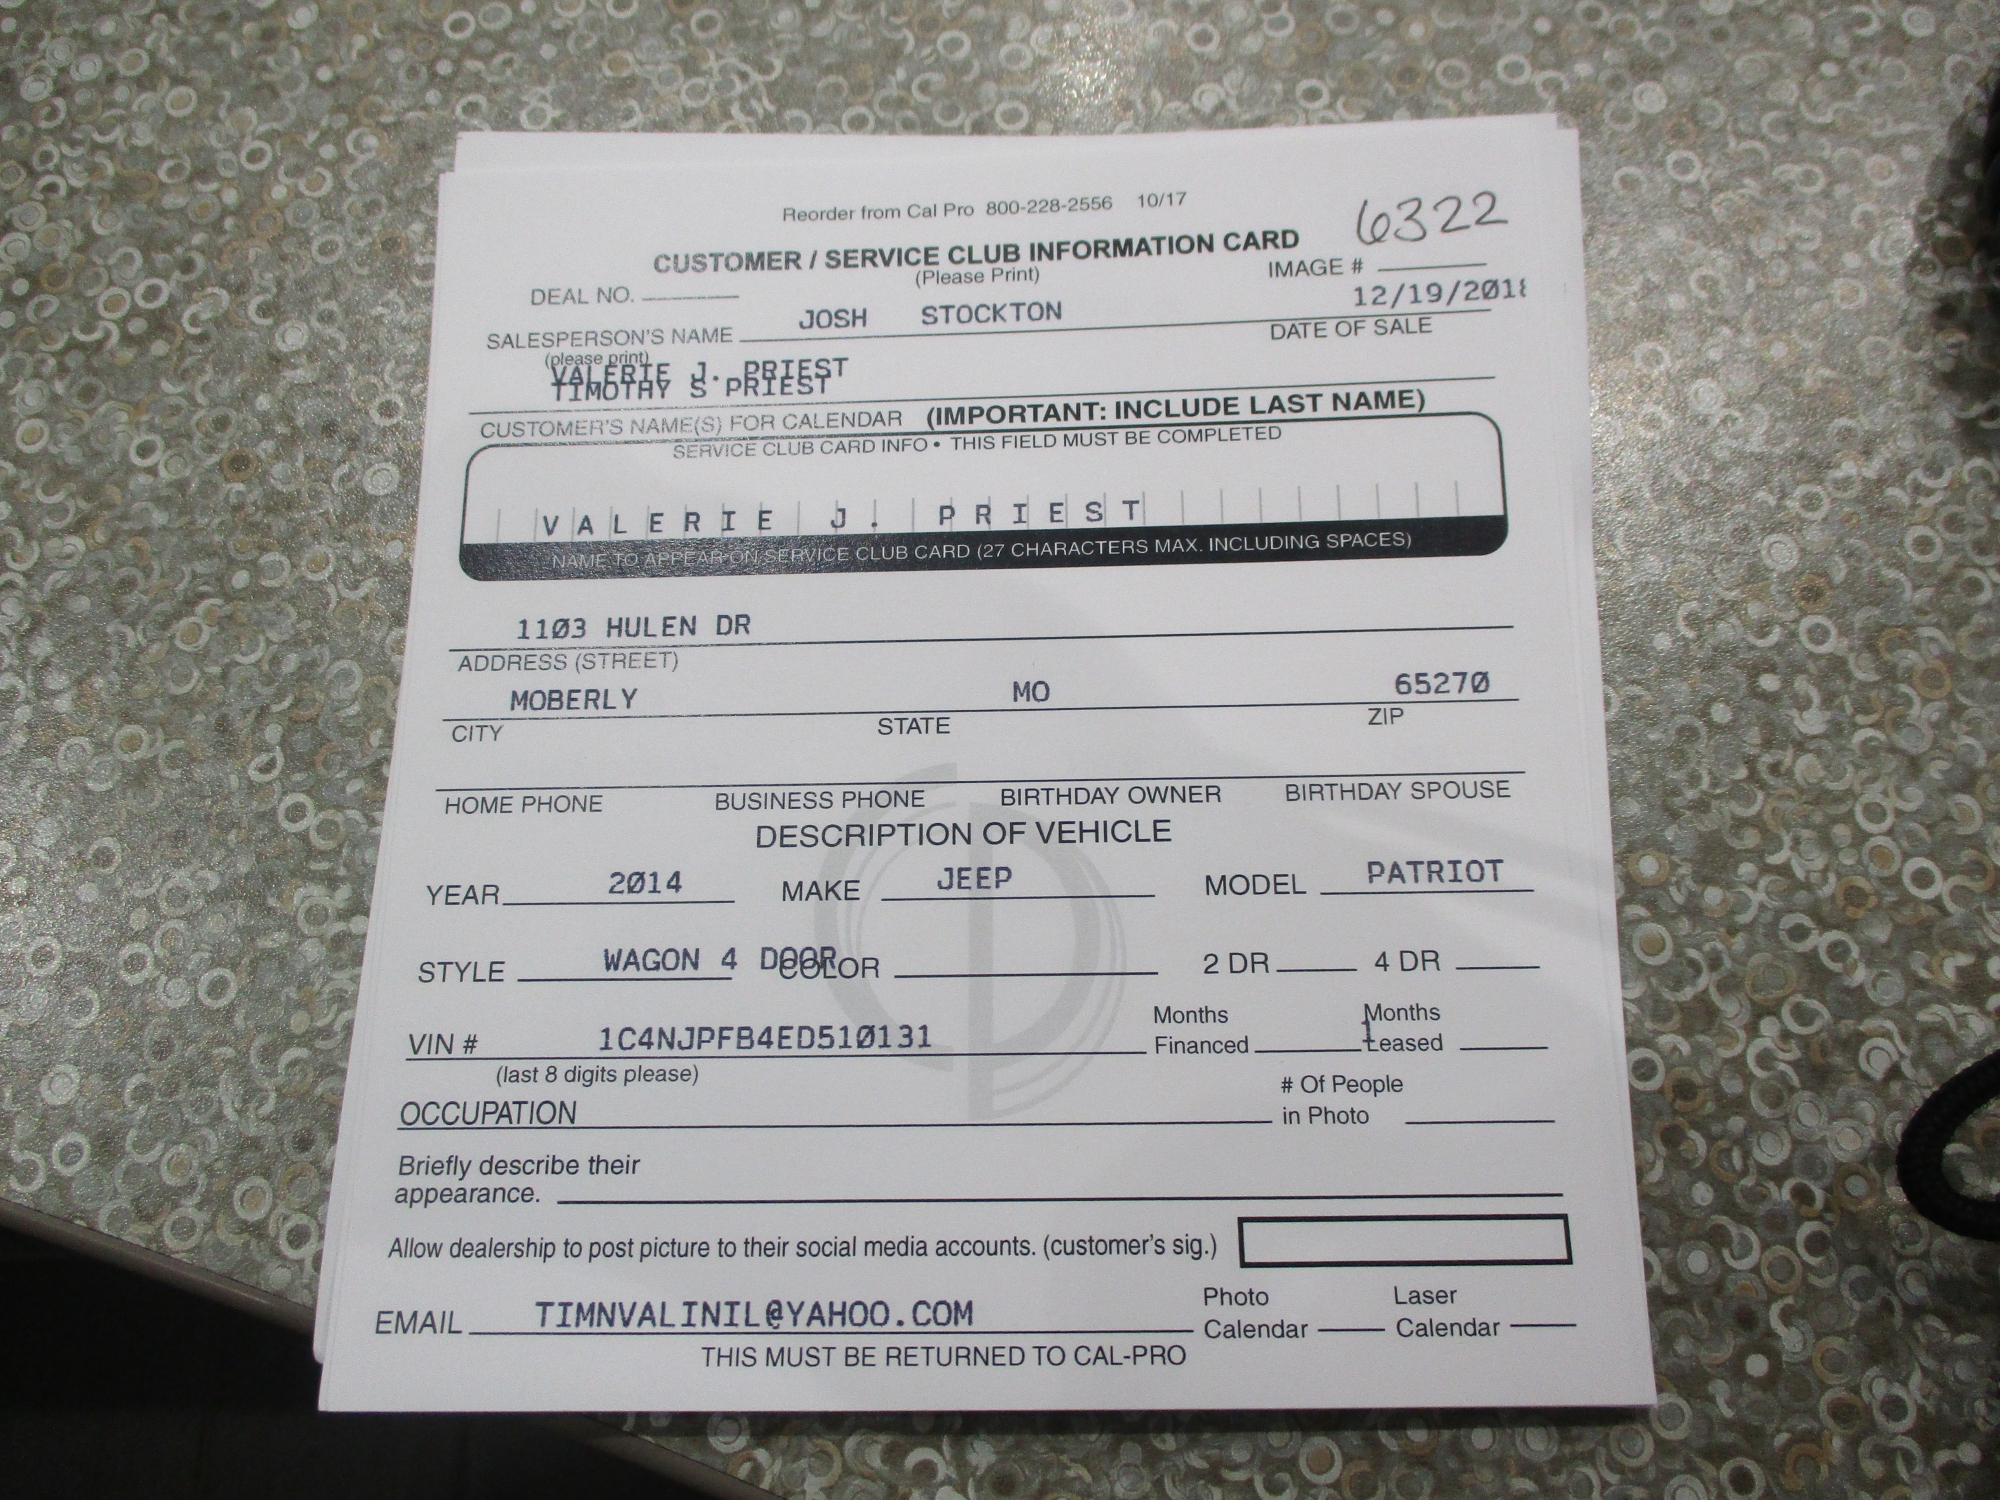 Reorder from Cal Pro 800-228-2556 10/17
6322
CUSTOMER / SERVICE CLUB INFORMATION CARD
(Please Print)
IMAGE #
DEAL NO.
12/19/2018
SALESPERSON'S NAME JOSH STOCKTON
DATE OF SALE
(please print)
VALERIE J. PRIEST
TIMOTHY S PRIEST
CUSTOMER'S NAME(S) FOR CALENDAR (IMPORTANT: INCLUDE LAST NAME)
SERVICE CLUB CARD INFO • THIS FIELD MUST BE COMPLETED
VALERIE J. PRIEST
NAME TO APPEAR ON SERVICE CLUB CARD (27 CHARACTERS MAX. INCLUDING SPACES)
1103 HULEN DR
ADDRESS (STREET)
MOBERLY MO 65270
CITY STATE ZIP
HOME PHONE BUSINESS PHONE BIRTHDAY OWNER BIRTHDAY SPOUSE
DESCRIPTION OF VEHICLE
YEAR 2014 MAKE JEEP MODEL PATRIOT
STYLE WAGON 4 DOOR COLOR 2 DR 4 DR
VIN # 1C4NJPFB4ED510131 Months Financed 1 Months Leased
(last 8 digits please)
OCCUPATION # Of People in Photo
Briefly describe their
appearance.
Allow dealership to post picture to their social media accounts. (customer's sig.)
EMAIL TIMNVALINIL@YAHOO.COM Photo Calendar Laser Calendar
THIS MUST BE RETURNED TO CAL-PRO